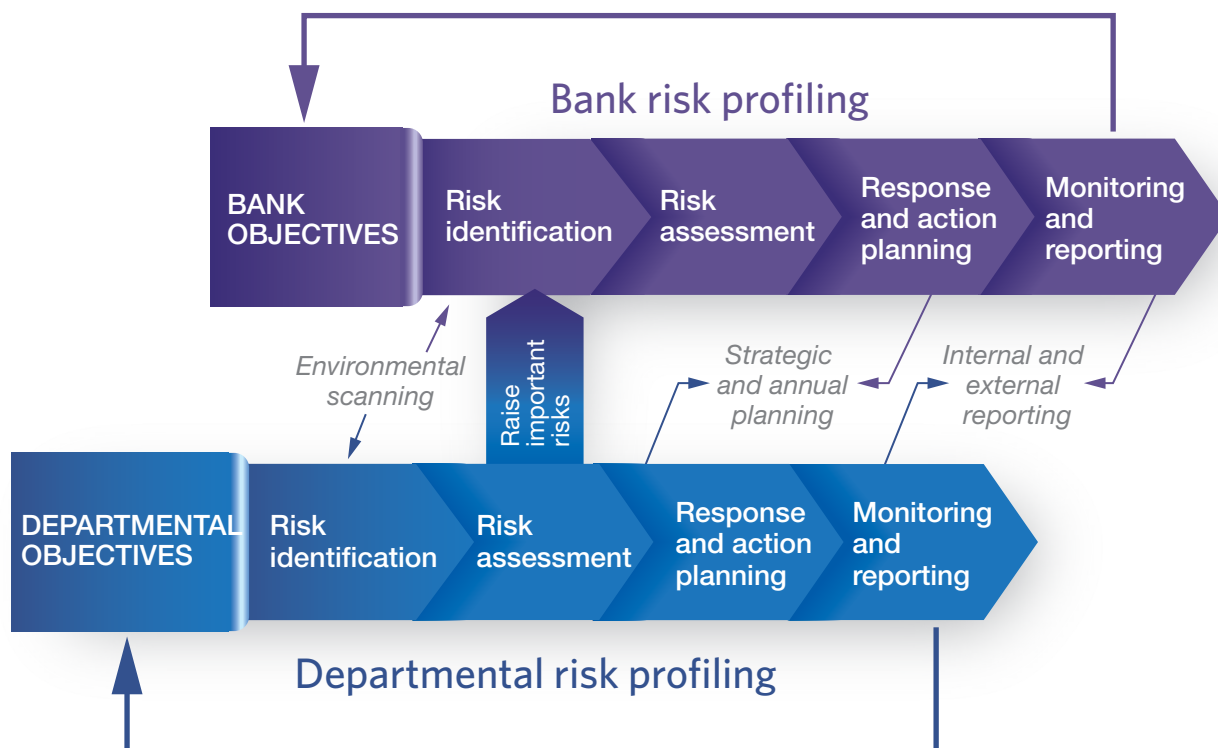 Bank risk profiling
BANK
OBJECTIVES
Risk
identification
Risk
assessment
Response
and action
planning
Monitoring
and
reporting
Environmental
scanning
Raise
important
risks
Strategic
and annual
planning
Internal and
external
reporting
DEPARTMENTAL
OBJECTIVES
Risk
identification
Risk
assessment
Response
and action
planning
Monitoring
and
reporting
Departmental risk profiling